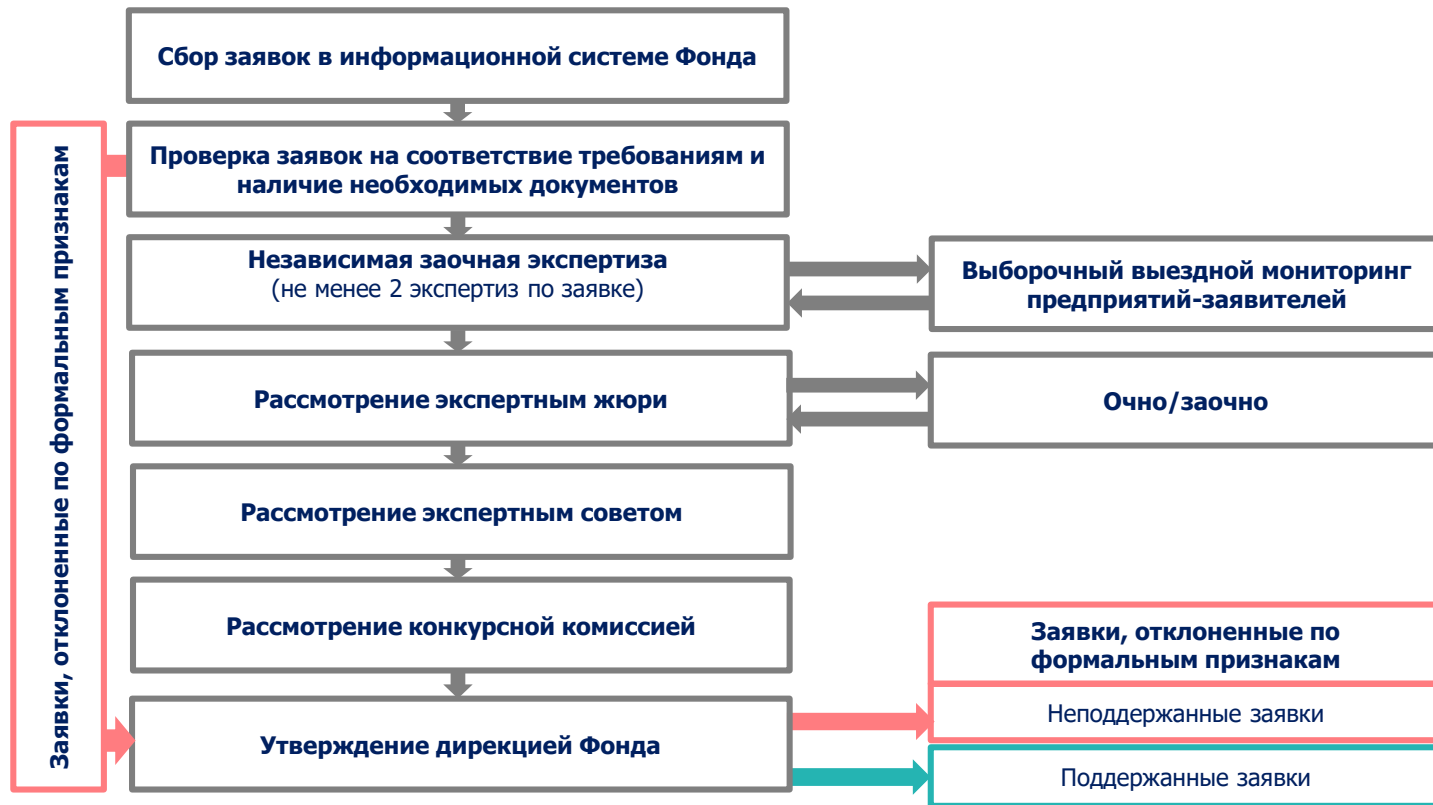 Сбор заявок в информационной системе Фонда
Заявки, отклоненные по формальным признакам
Проверка заявок на соответствие требованиям и
наличие необходимых документов
Независимая заочная экспертиза
(не менее 2 экспертиз по заявке)
Выборочный выездной мониторинг
предприятий-заявителей
Рассмотрение экспертным жюри
Очно/заочно
Рассмотрение экспертным советом
Рассмотрение конкурсной комиссией
Заявки, отклоненные по
формальным признакам
Неподдержанные заявки
Утверждение дирекцией Фонда
Поддержанные заявки